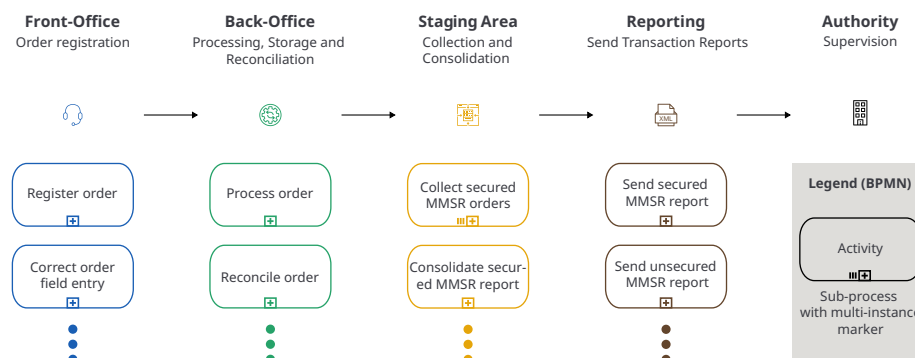 Front-Office
Order registration
Back-Office
Processing, Storage and
Reconciliation
Staging Area
Collection and
Consolidation
Reporting
Send Transaction Reports
Authority
Supervision
XML
Register order
Process order
Collect secured
MMSR orders
Send secured
MMSR report
Legend (BPMN)
Activity
Sub-process
with multi-instance
marker
Correct order
field entry
Reconcile order
Consolidate secur-
ed MMSR report
Send unsecured
MMSR report